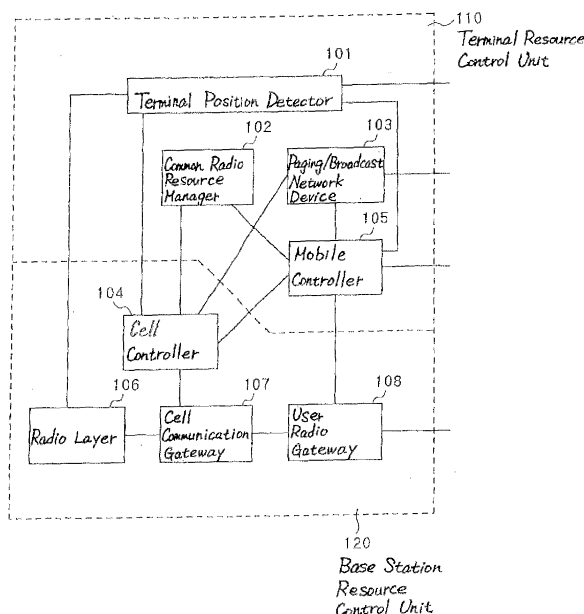 110
Terminal Resource
Control Unit
101
Terminal Position Detector
102
Common Radio
Resource
Manager
103
Paging/Broadcast
Network
Device
105
Mobile
Controller
104
Cell
Controller
106
Radio Layer
107
Cell
Communication
Gateway
108
User
Radio
Gateway
120
Base Station
Resource
Control Unit